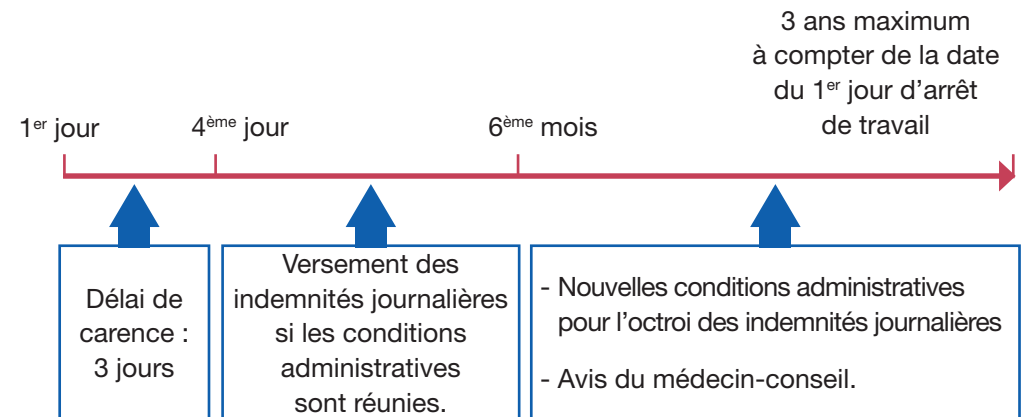 3 ans maximum
à compter de la date
du 1er jour d’arrêt
de travail
1er jour
4ème jour
6ème mois
Délai de
carence :
3 jours
Versement des
indemnités journalières
si les conditions
administratives
sont réunies.
- Nouvelles conditions administratives
pour l’octroi des indemnités journalières
- Avis du médecin-conseil.